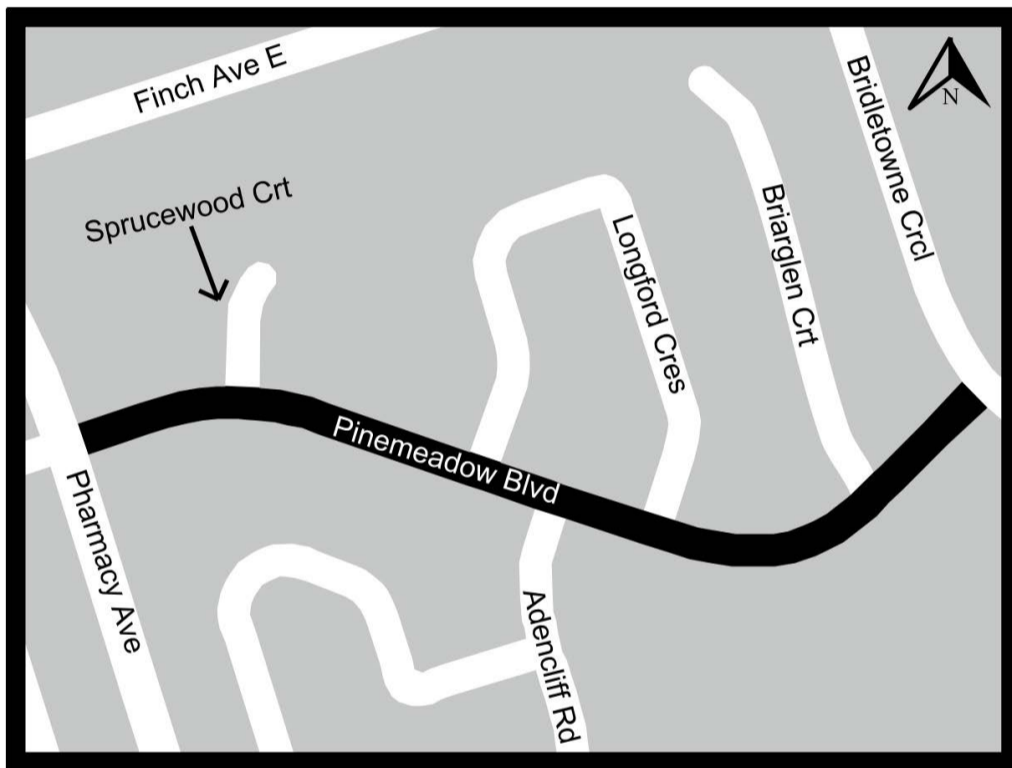 Finch Ave E
Bridletowne Crcl
N
Sprucewood Crt
Briarglen Crt
Longford Cres
Pinemeadow Blvd
Pharmacy Ave
Adencliff Rd